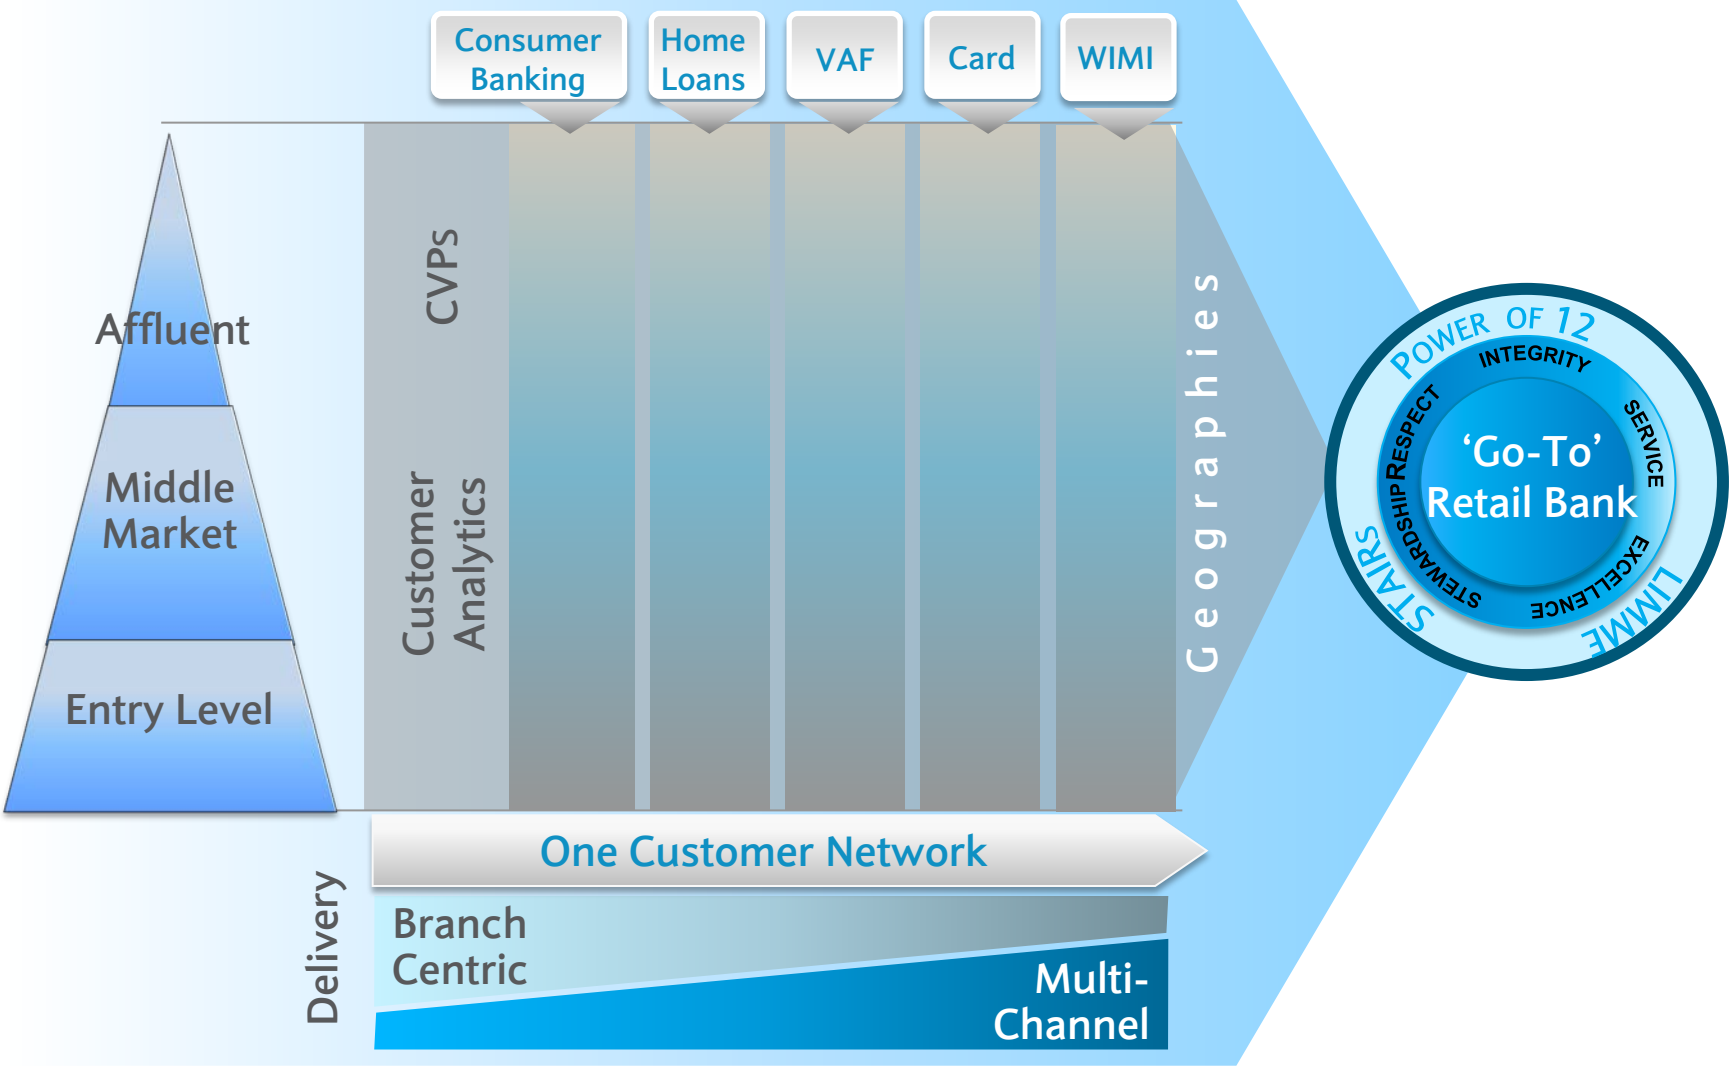 Consumer
Banking
Home
Loans
VAF
Card
WIMI
Affluent
Middle
Market
Entry Level
CVPs
Customer
Analytics
Geographies
POWER OF 12
INTEGRITY
SERVICE
EXCELLENCE
STEWARDSHIP
RESPECT
STAIRS
LIMME
‘Go-To’
Retail Bank
One Customer Network
Delivery
Branch
Centric
Multi-
Channel